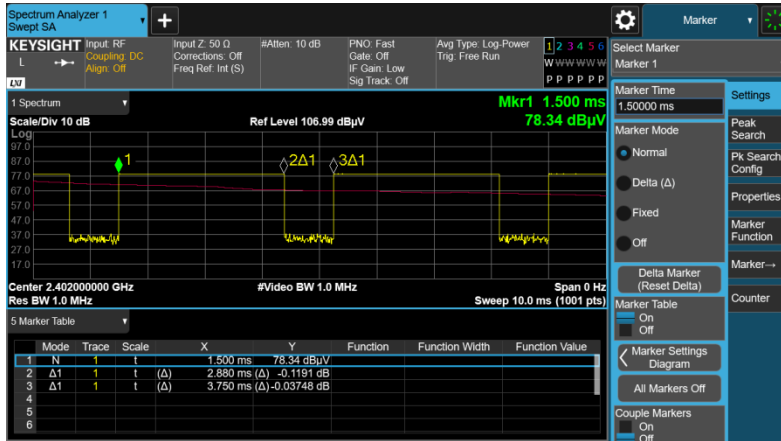 Spectrum Analyzer 1
Swept SA
Marker
KEYSIGHT
L
LXI
Input: RF
Coupling: DC
Align: Off
Input Z: 50 Ω
Corrections: Off
Freq Ref: Int (S)
#Atten: 10 dB
PNO: Fast
Gate: Off
IF Gain: Low
Sig Track: Off
Avg Type: Log-Power
Trig: Free Run
1 2 3 4 5 6
W W W W W W
P P P P P P
Select Marker
Marker 1
1 Spectrum
Mkr1 1.500 ms
Scale/Div 10 dB
Ref Level 106.99 dBµV
78.34 dBµV
Log
97.0
87.0
77.0
67.0
57.0
47.0
37.0
27.0
17.0
1
2Δ1
3Δ1
Center 2.402000000 GHz
#Video BW 1.0 MHz
Span 0 Hz
Res BW 1.0 MHz
Sweep 10.0 ms (1001 pts)
5 Marker Table
Mode Trace Scale X Y Function Function Width Function Value
1 N 1 t 1.500 ms 78.34 dBµV
2 Δ1 1 t (Δ) 2.880 ms (Δ) -0.1191 dB
3 Δ1 1 t (Δ) 3.750 ms (Δ) -0.03748 dB
4
5
6
Marker Time
1.50000 ms
Marker Mode
Normal
Delta (Δ)
Fixed
Off
Delta Marker
(Reset Delta)
Marker Table
On
Off
Marker Settings
Diagram
All Markers Off
Couple Markers
On
Off
Settings
Peak
Search
Pk Search
Config
Properties
Marker
Function
Marker→
Counter